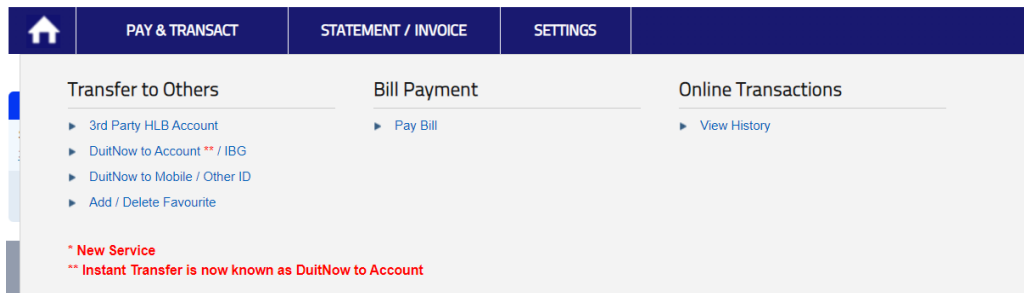 PAY & TRANSACT STATEMENT / INVOICE SETTINGS
Transfer to Others Bill Payment Online Transactions
3rd Party HLB Account Pay Bill View History
DuitNow to Account ** / IBG
DuitNow to Mobile / Other ID
Add / Delete Favourite
* New Service
** Instant Transfer is now known as DuitNow to Account